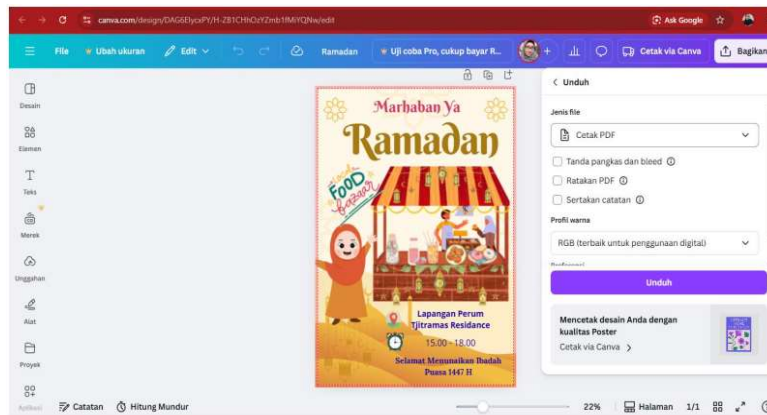 canva.com/design/DAG6ElycxPY/H-Z81CHhOzYZmb1fMiYQNw/edit
Ask Google
File
Ubah ukuran
Edit
Ramadan
Uji coba Pro, cukup bayar R...
Cetak via Canva
Bagikan
Desain
Elemen
Teks
Merek
Unggahan
Alat
Proyek
Aplikasi
Marhaban Ya
Ramadan
Local
FOOD
bazaar
Lapangan Perum
Tjitramas Residance
15.00 - 18.00
Selamat Menunaikan Ibadah
Puasa 1447 H
Unduh
Jenis file
Cetak PDF
Tanda pangkas dan bleed
Ratakan PDF
Sertakan catatan
Profil warna
RGB (terbaik untuk penggunaan digital)
Unduh
Mencetak desain Anda dengan
kualitas Poster
Cetak via Canva
Catatan
Hitung Mundur
22%
Halaman
1/1